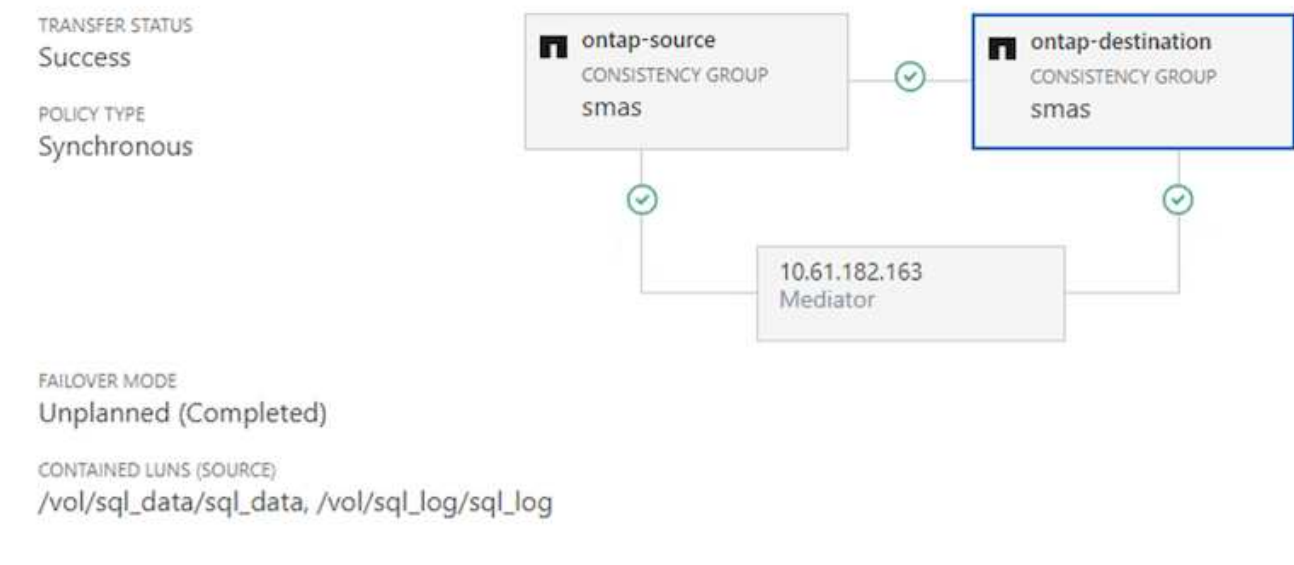 TRANSFER STATUS
Success
POLICY TYPE
Synchronous
ontap-source
CONSISTENCY GROUP
smas
ontap-destination
CONSISTENCY GROUP
smas
10.61.182.163
Mediator
FAILOVER MODE
Unplanned (Completed)
CONTAINED LUNS (SOURCE)
/vol/sql_data/sql_data, /vol/sql_log/sql_log